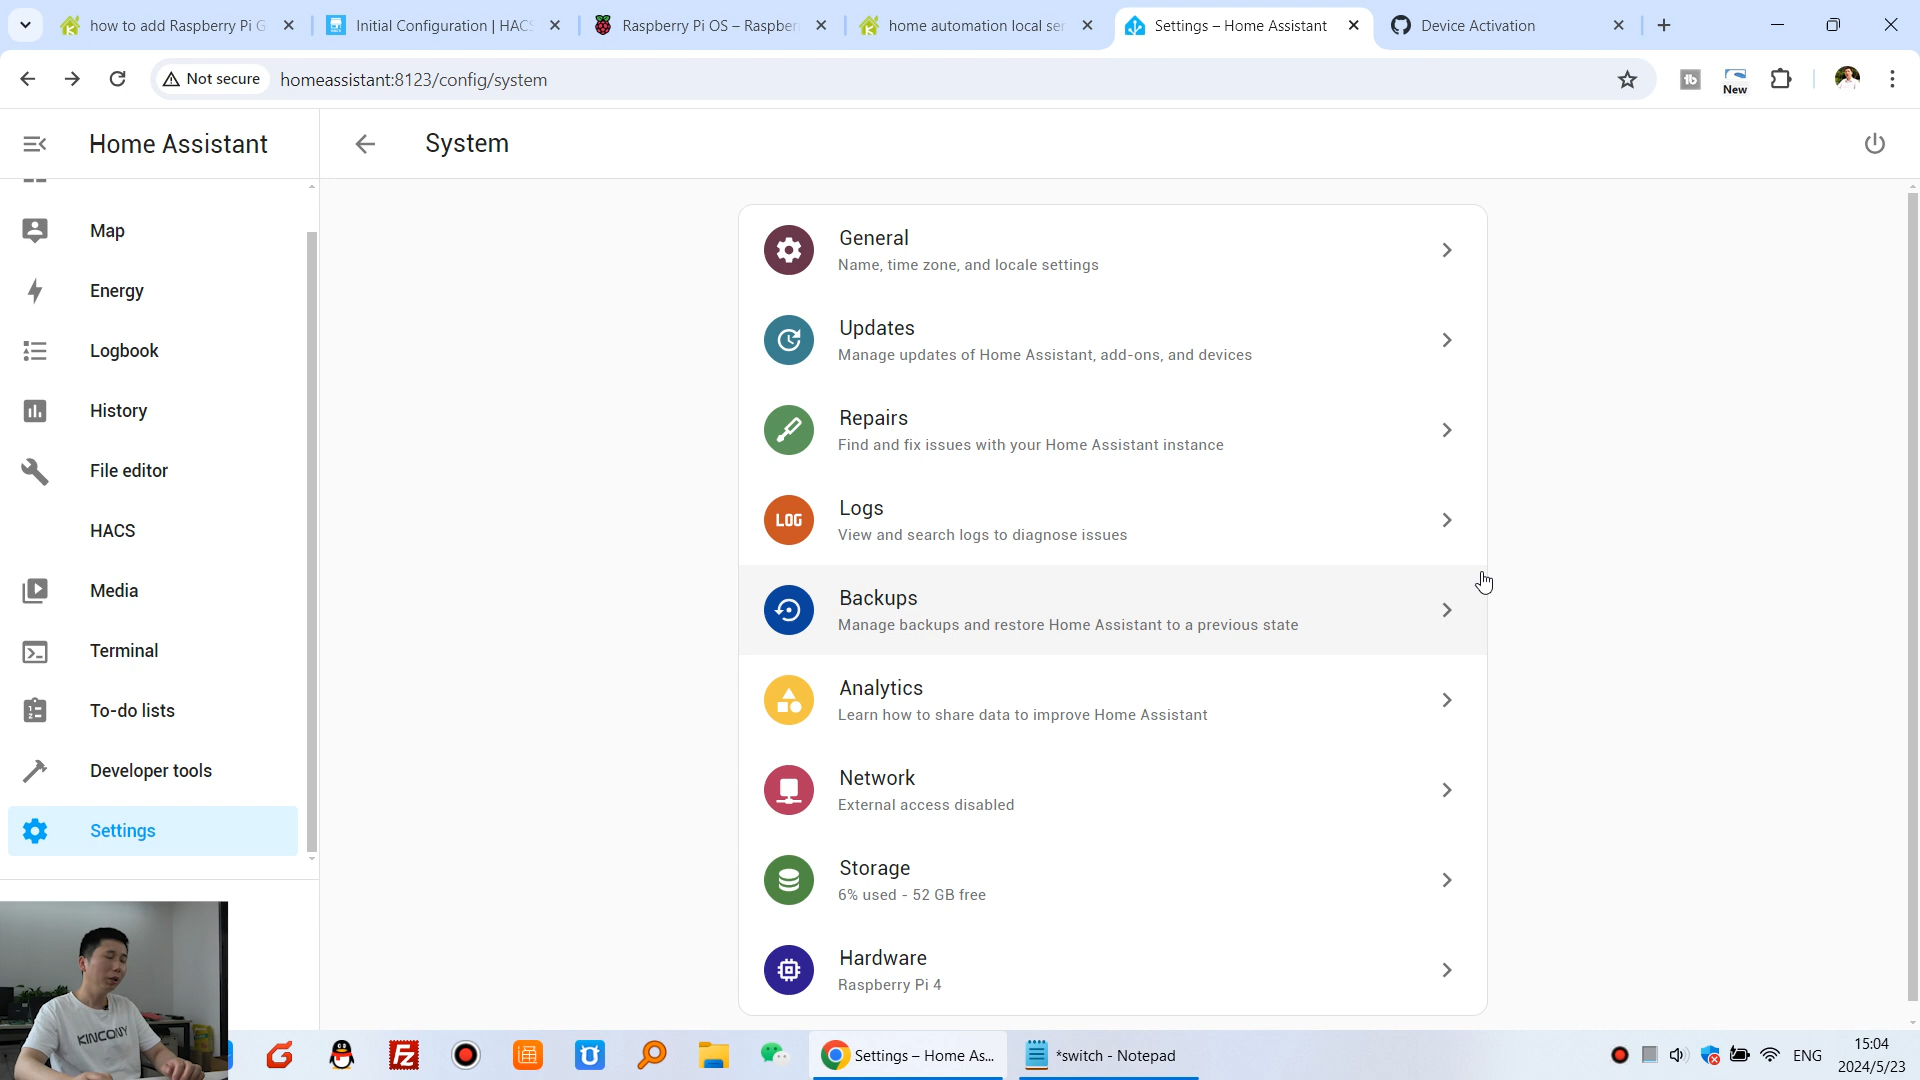 how to add Raspberry Pi G
Initial Configuration | HAC
Raspberry Pi OS – Raspber
home automation local ser
Settings – Home Assistant
Device Activation
Not secure
homeassistant:8123/config/system
New
Home Assistant
System
Map
Energy
Logbook
History
File editor
HACS
Media
Terminal
To-do lists
Developer tools
Settings
General
Name, time zone, and locale settings
Updates
Manage updates of Home Assistant, add-ons, and devices
Repairs
Find and fix issues with your Home Assistant instance
LOG
Logs
View and search logs to diagnose issues
Backups
Manage backups and restore Home Assistant to a previous state
Analytics
Learn how to share data to improve Home Assistant
Network
External access disabled
Storage
6% used - 52 GB free
Hardware
Raspberry Pi 4
KINCONY
Settings – Home As...
*switch - Notepad
ENG
15:04
2024/5/23